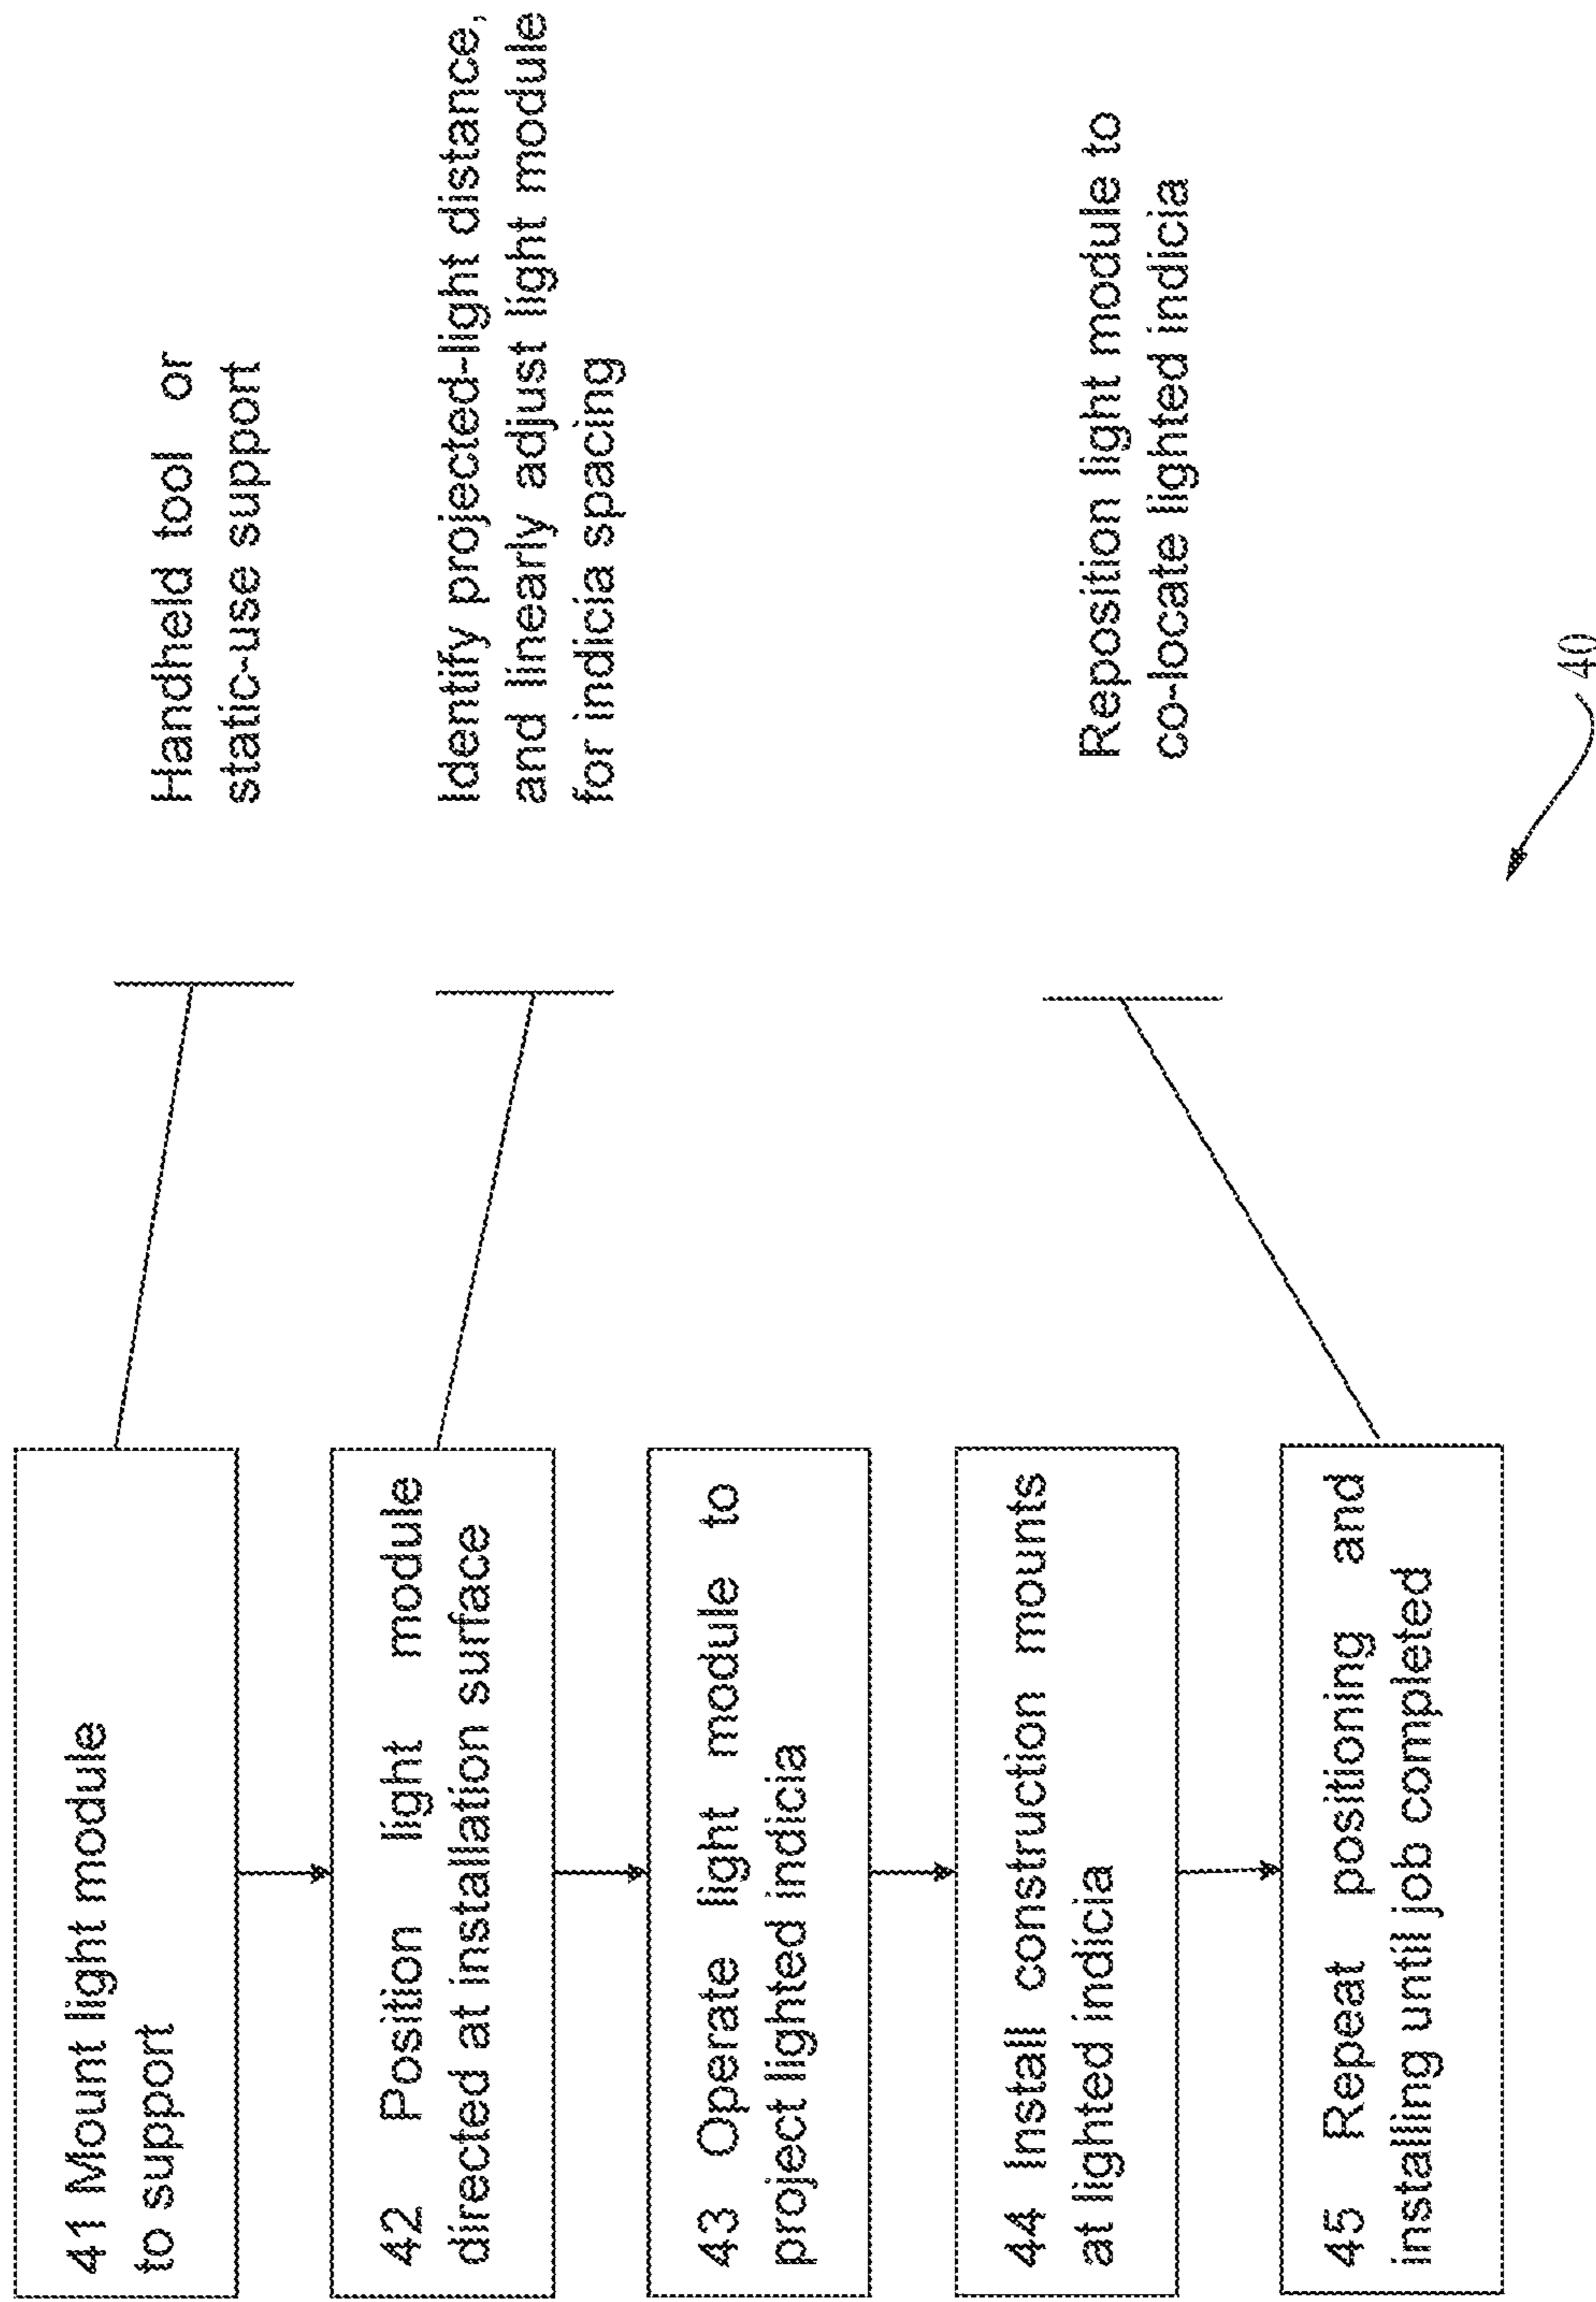 41 Mount light module
to support
Handheld tool or
static-use support
42 Position light module
directed at installation surface
Identify projected-light distance,
and linearly adjust light module
for indicia spacing
43 Operate light module to
project lighted indicia
44 Install construction mounts
at lighted indicia
45 Repeat positioning and
installing until job completed
Reposition light module to
co-locate lighted indicia
40